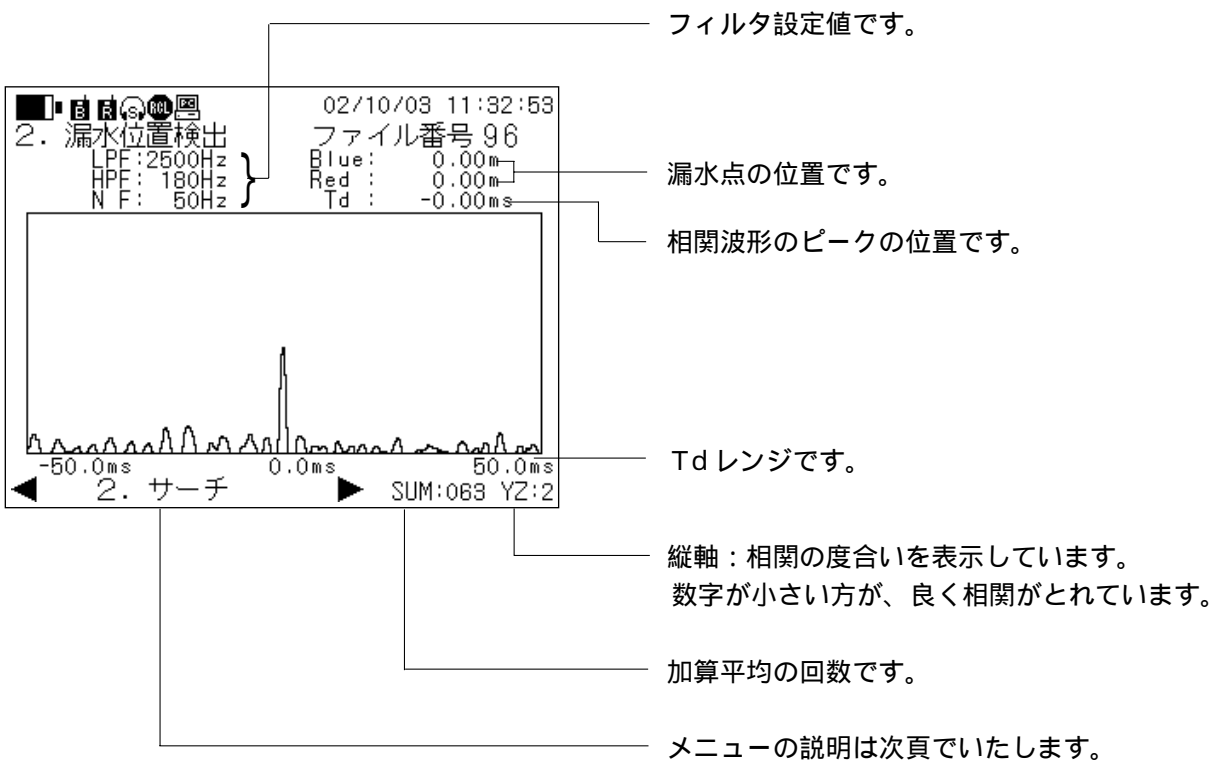 フィルタ設定値です。
B R S RCL PC 02/10/03 11:32:53
2. 漏水位置検出 ファイル番号 96
LPF:2500Hz Blue: 0.00m
HPF: 180Hz Red : 0.00m
N F: 50Hz Td : -0.00ms
漏水点の位置です。
相関波形のピークの位置です。
-50.0ms 0.0ms 50.0ms
Tdレンジです。
◀ 2. サーチ ▶ SUM:063 YZ:2
縦軸：相関の度合いを表示しています。
数字が小さい方が、良く相関がとれています。
加算平均の回数です。
メニューの説明は次頁でいたします。